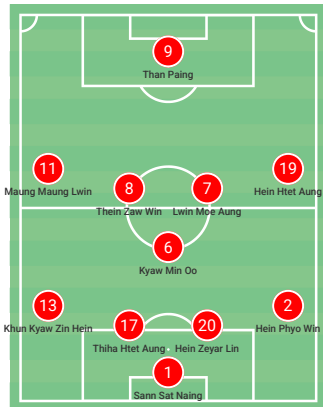 9
Than Paing
11
Maung Maung Lwin
8
Thein Zaw Win
7
Lwin Moe Aung
19
Hein Htet Aung
6
Kyaw Min Oo
13
Khun Kyaw Zin Hein
17
Thiha Htet Aung
20
Hein Zeyar Lin
2
Hein Phyo Win
1
Sann Sat Naing